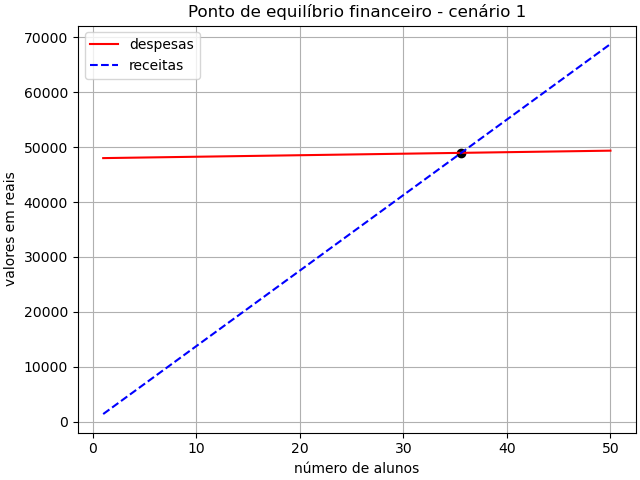 Ponto de equilíbrio financeiro - cenário 1
despesas
receitas
valores em reais
70000
60000
50000
40000
30000
20000
10000
0
0 10 20 30 40 50
número de alunos